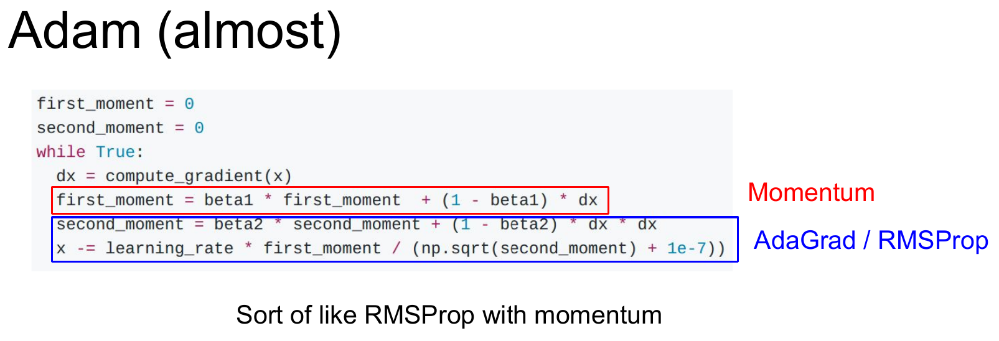 Adam (almost)
first_moment = 0
second_moment = 0
while True:
  dx = compute_gradient(x)
  first_moment = beta1 * first_moment  + (1 - beta1) * dx
Momentum
  second_moment = beta2 * second_moment + (1 - beta2) * dx * dx
  x -= learning_rate * first_moment / (np.sqrt(second_moment) + 1e-7))
AdaGrad / RMSProp
Sort of like RMSProp with momentum